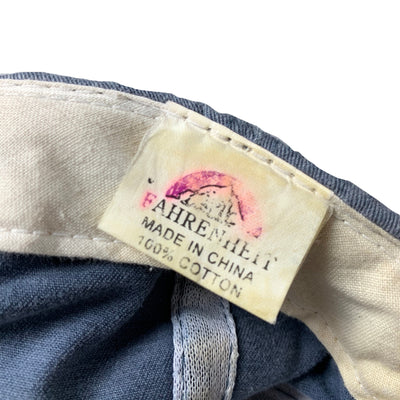 FAHRENHEIT
MADE IN CHINA
100% COTTON